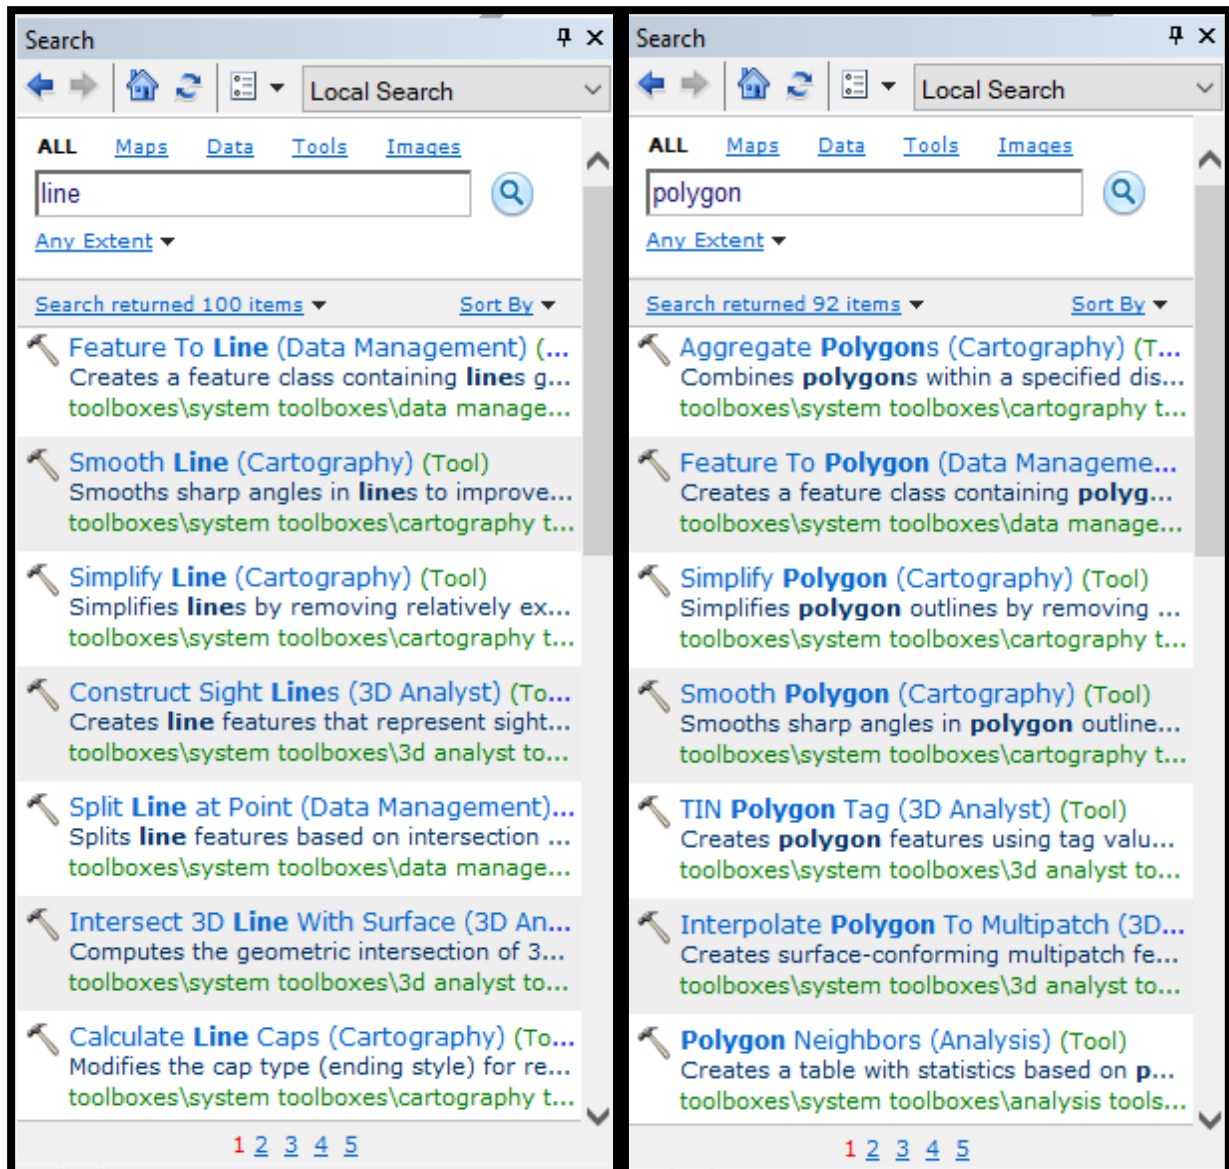 Search
Local Search
ALL Maps Data Tools Images
line
Any Extent
Search returned 100 items Sort By
Feature To Line (Data Management) (...
Creates a feature class containing lines g...
toolboxes\system toolboxes\data manage...
Smooth Line (Cartography) (Tool)
Smooths sharp angles in lines to improve...
toolboxes\system toolboxes\cartography t...
Simplify Line (Cartography) (Tool)
Simplifies lines by removing relatively ex...
toolboxes\system toolboxes\cartography t...
Construct Sight Lines (3D Analyst) (To...
Creates line features that represent sight...
toolboxes\system toolboxes\3d analyst to...
Split Line at Point (Data Management)...
Splits line features based on intersection ...
toolboxes\system toolboxes\data manage...
Intersect 3D Line With Surface (3D An...
Computes the geometric intersection of 3...
toolboxes\system toolboxes\3d analyst to...
Calculate Line Caps (Cartography) (To...
Modifies the cap type (ending style) for re...
toolboxes\system toolboxes\cartography t...
1 2 3 4 5
Search
Local Search
ALL Maps Data Tools Images
polygon
Any Extent
Search returned 92 items Sort By
Aggregate Polygons (Cartography) (T...
Combines polygons within a specified dis...
toolboxes\system toolboxes\cartography t...
Feature To Polygon (Data Manageme...
Creates a feature class containing polyg...
toolboxes\system toolboxes\data manage...
Simplify Polygon (Cartography) (Tool)
Simplifies polygon outlines by removing ...
toolboxes\system toolboxes\cartography t...
Smooth Polygon (Cartography) (Tool)
Smooths sharp angles in polygon outline...
toolboxes\system toolboxes\cartography t...
TIN Polygon Tag (3D Analyst) (Tool)
Creates polygon features using tag valu...
toolboxes\system toolboxes\3d analyst to...
Interpolate Polygon To Multipatch (3D...
Creates surface-conforming multipatch fe...
toolboxes\system toolboxes\3d analyst to...
Polygon Neighbors (Analysis) (Tool)
Creates a table with statistics based on p...
toolboxes\system toolboxes\analysis tools...
1 2 3 4 5